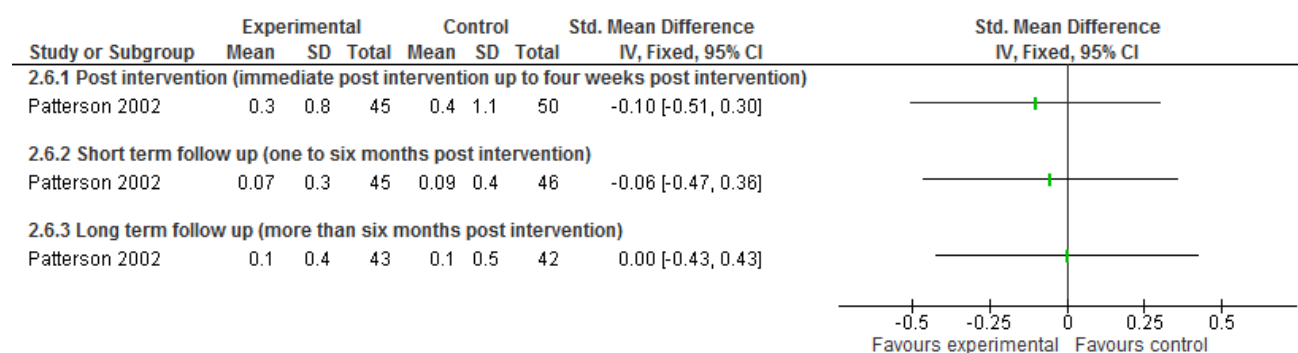 Experimental Control Std. Mean Difference Std. Mean Difference
Study or Subgroup Mean SD Total Mean SD Total IV, Fixed, 95% CI IV, Fixed, 95% CI
2.6.1 Post intervention (immediate post intervention up to four weeks post intervention)
Patterson 2002 0.3 0.8 45 0.4 1.1 50 -0.10 [-0.51, 0.30]
2.6.2 Short term follow up (one to six months post intervention)
Patterson 2002 0.07 0.3 45 0.09 0.4 46 -0.06 [-0.47, 0.36]
2.6.3 Long term follow up (more than six months post intervention)
Patterson 2002 0.1 0.4 43 0.1 0.5 42 0.00 [-0.43, 0.43]
-0.5 -0.25 0 0.25 0.5
Favours experimental Favours control